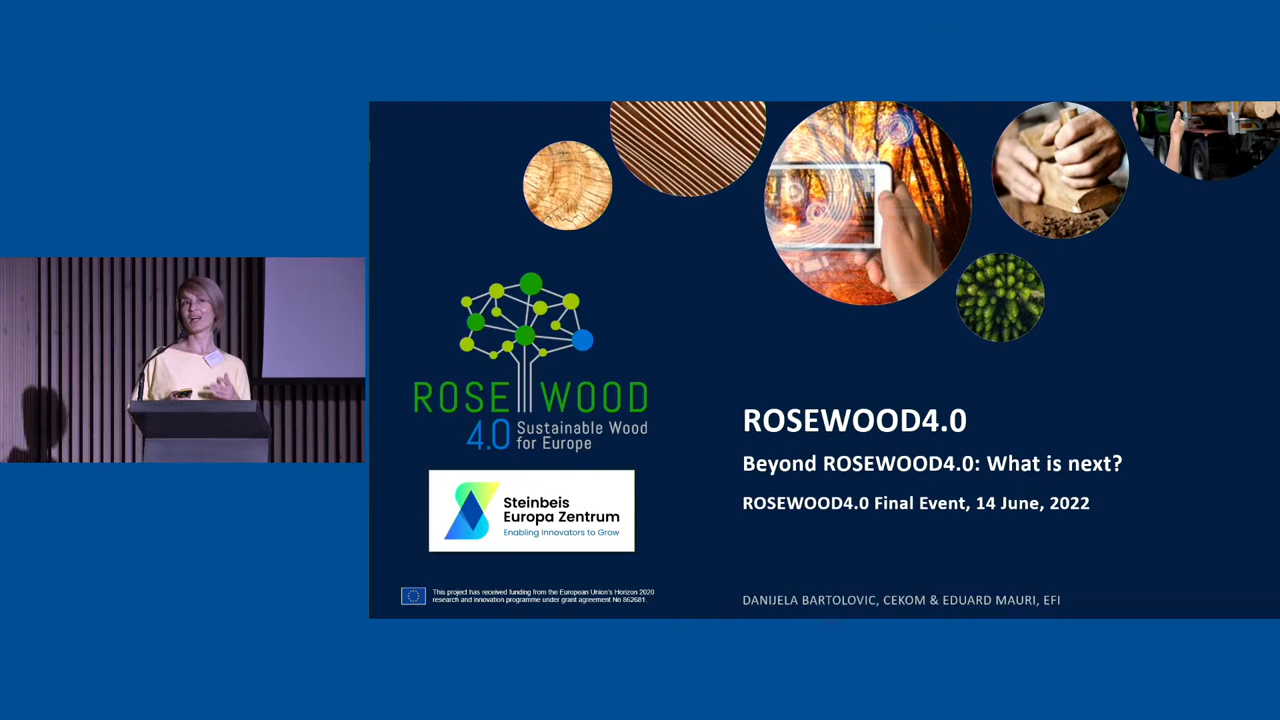 ROSEWOOD
4.0 Sustainable Wood
for Europe
Steinbeis
Europa Zentrum
Enabling Innovators to Grow
This project has received funding from the European Union's Horizon 2020
research and innovation programme under grant agreement No 862681.
ROSEWOOD4.0
Beyond ROSEWOOD4.0: What is next?
ROSEWOOD4.0 Final Event, 14 June, 2022
DANIJELA BARTOLOVIC, CEKOM & EDUARD MAURI, EFI